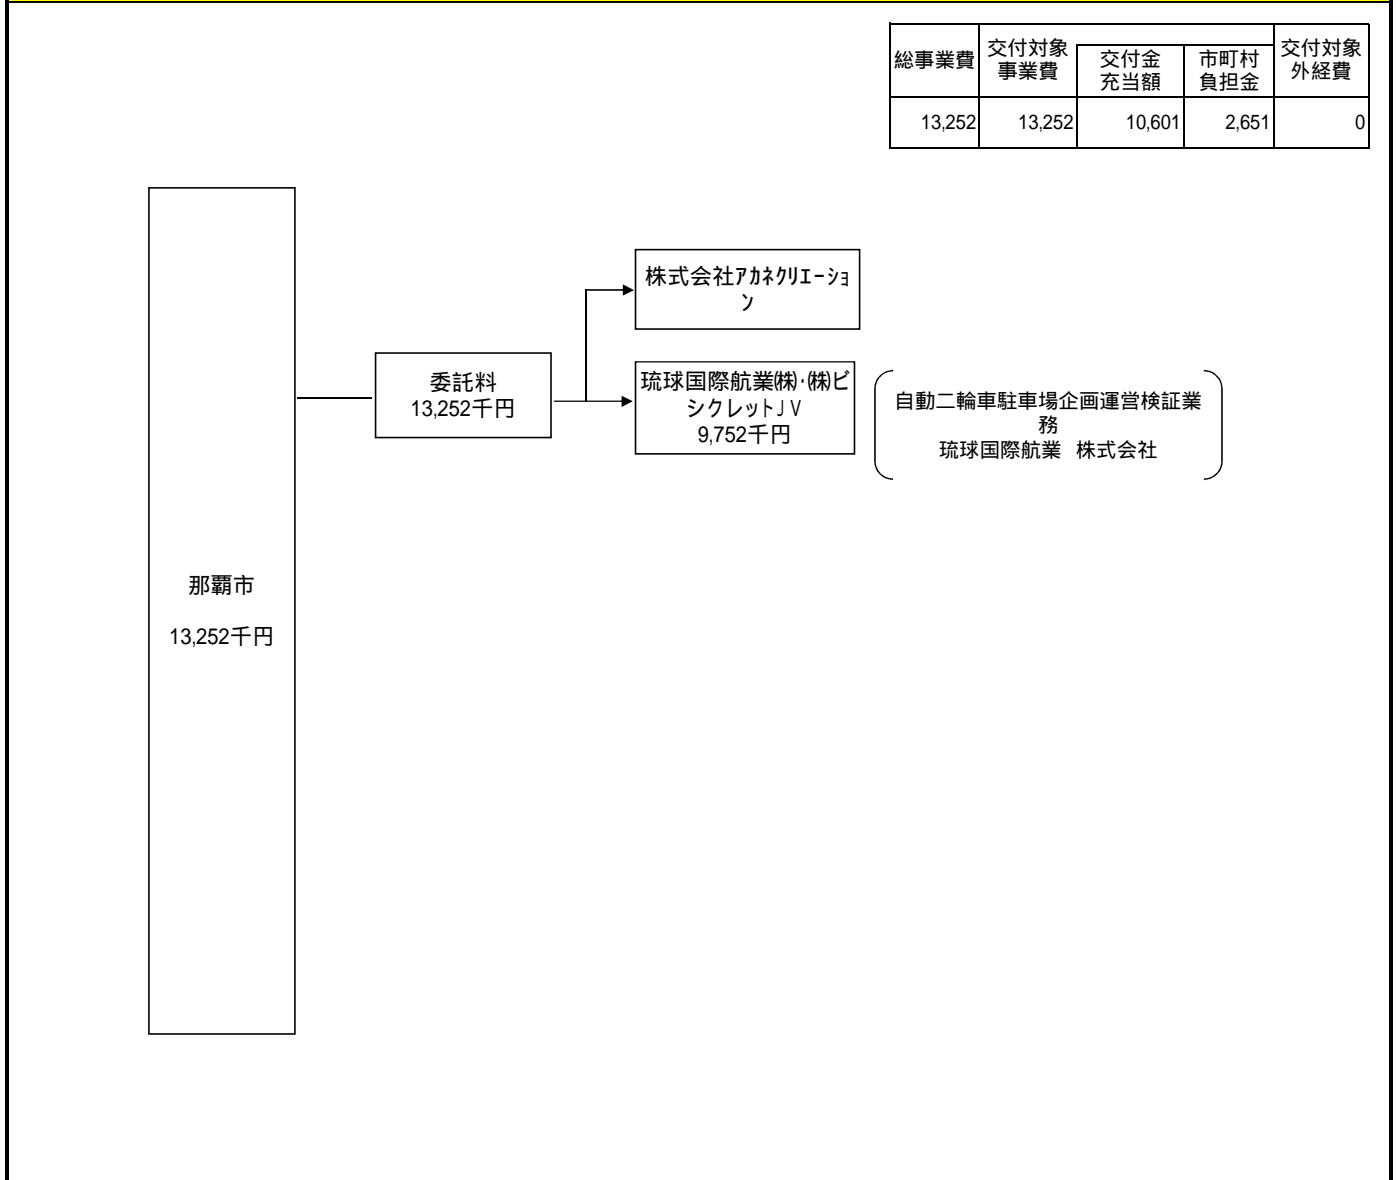 総事業費
交付対象
事業費
交付金
充当額
市町村
負担金
交付対象
外経費
13,252
13,252
10,601
2,651
0
株式会社ｱｶﾈｸﾘｴｰｼｮ
ﾝ
委託料
13,252千円
琉球国際航業㈱・㈱ビ
シクレットＪＶ
9,752千円
自動二輪車駐車場企画運営検証業
務
琉球国際航業　株式会社
那覇市
13,252千円